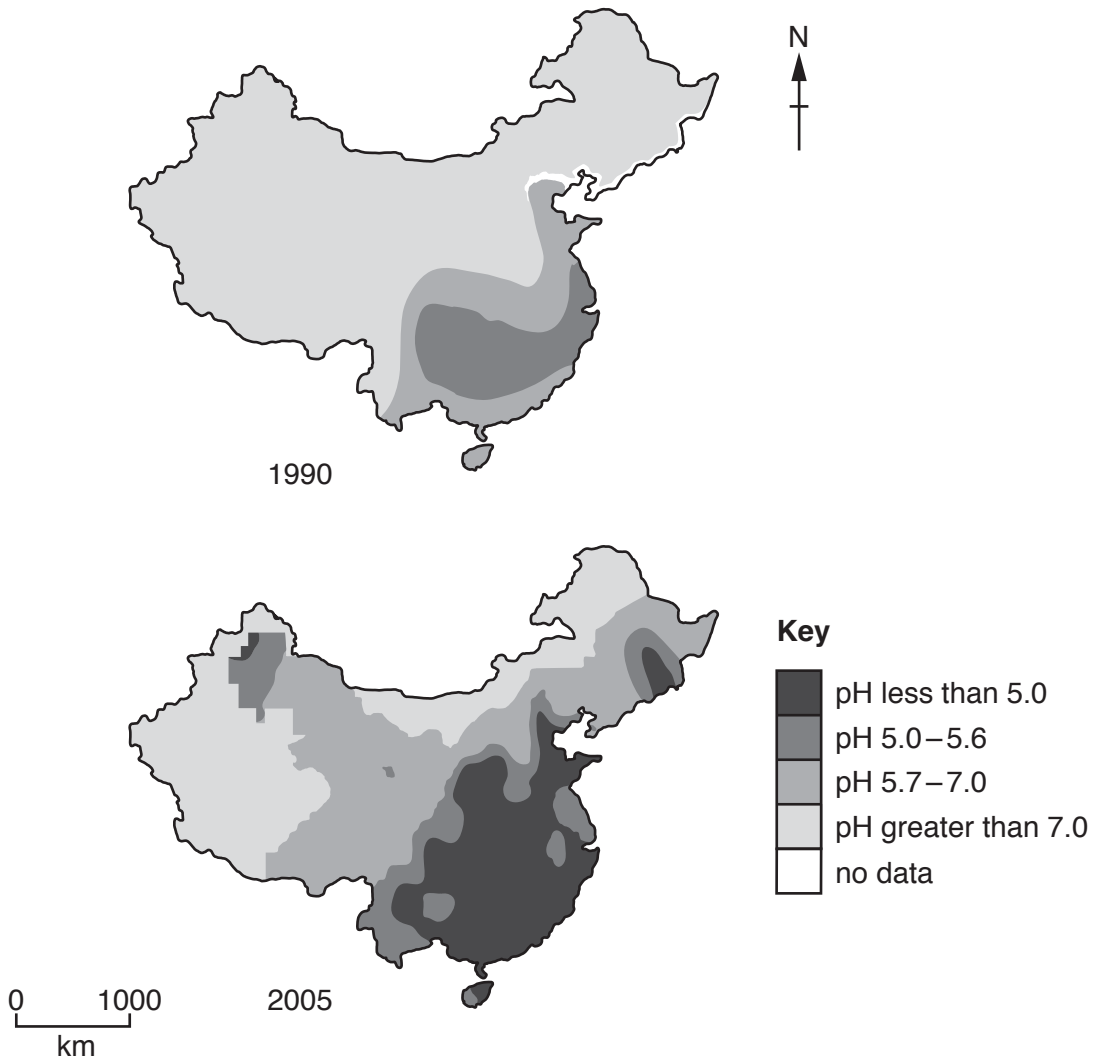 N
1990
Key
pH less than 5.0
pH 5.0–5.6
pH 5.7–7.0
pH greater than 7.0
no data
0 1000
km
2005